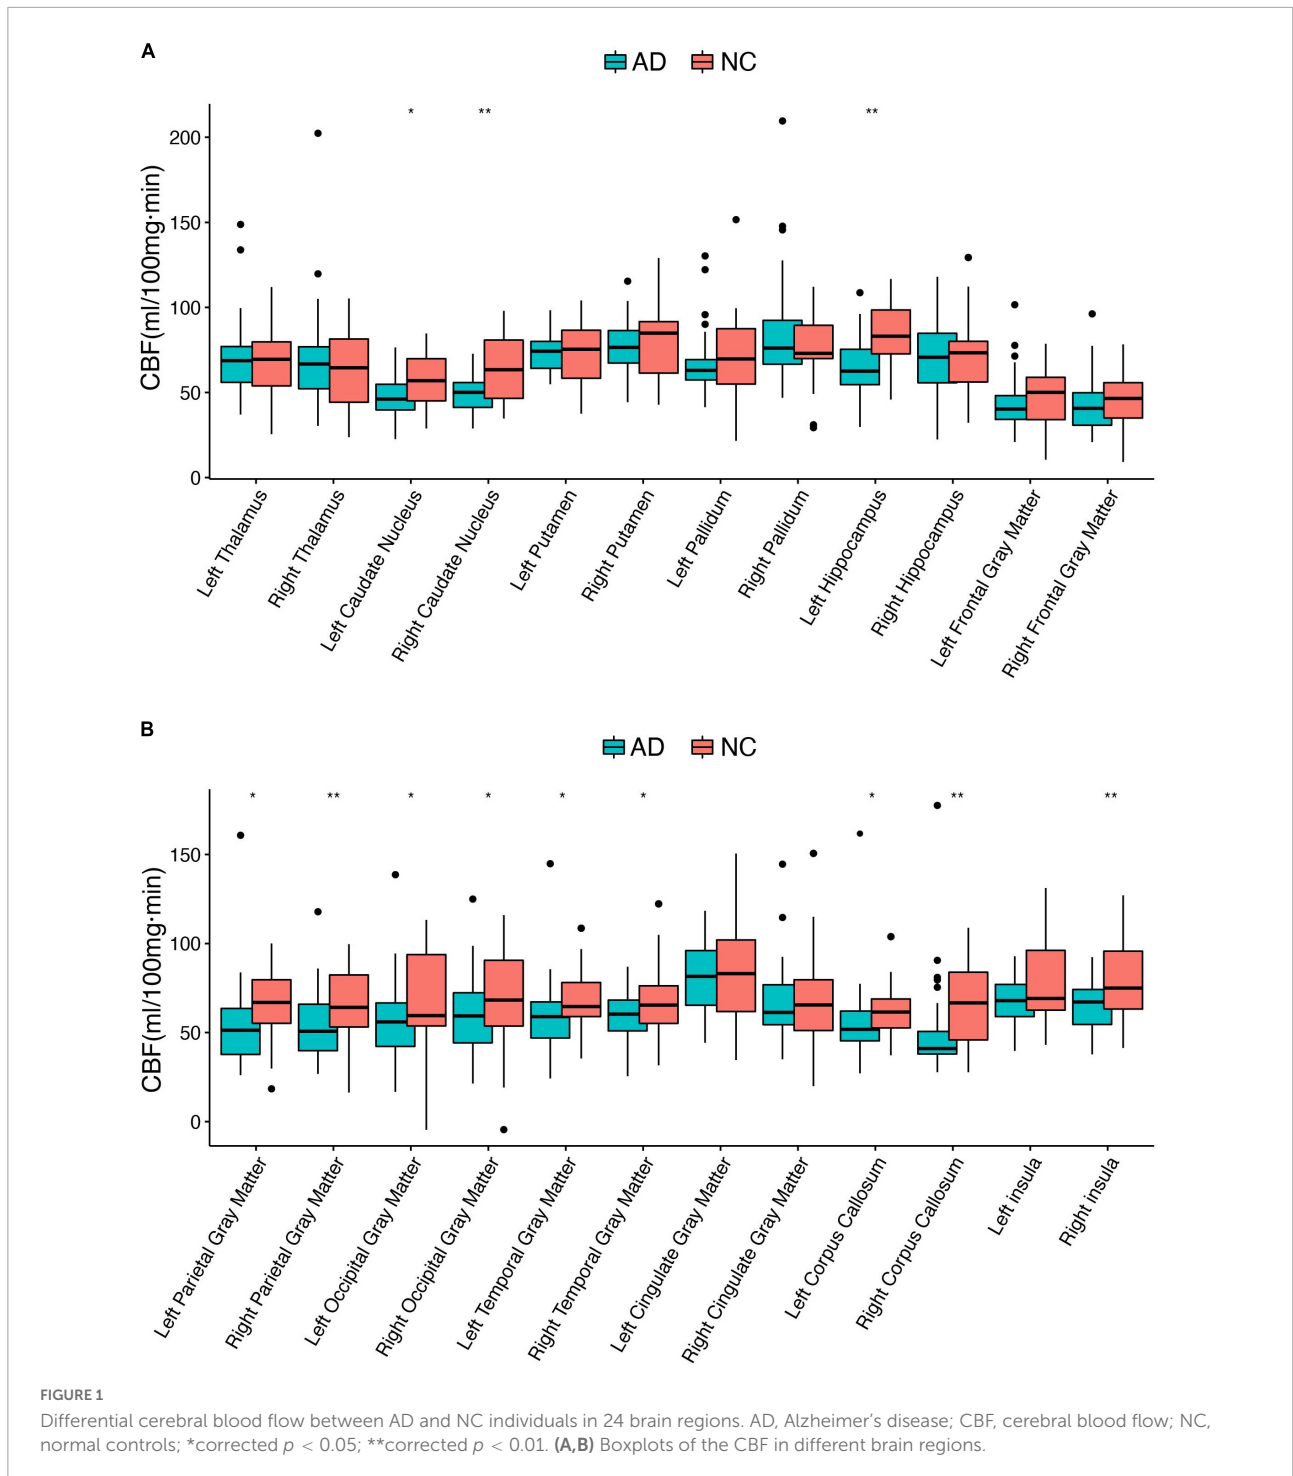 A
AD NC
* ** **
CBF(ml/100mg·min)
200
150
100
50
0
Left Thalamus
Right Thalamus
Left Caudate Nucleus
Right Caudate Nucleus
Left Putamen
Right Putamen
Left Pallidum
Right Pallidum
Left Hippocampus
Right Hippocampus
Left Frontal Gray Matter
Right Frontal Gray Matter
B
AD NC
* ** * * * * * ** **
CBF(ml/100mg·min)
150
100
50
0
Left Parietal Gray Matter
Right Parietal Gray Matter
Left Occipital Gray Matter
Right Occipital Gray Matter
Left Temporal Gray Matter
Right Temporal Gray Matter
Left Cingulate Gray Matter
Right Cingulate Gray Matter
Left Corpus Callosum
Right Corpus Callosum
Left insula
Right insula
FIGURE 1
Differential cerebral blood flow between AD and NC individuals in 24 brain regions. AD, Alzheimer's disease; CBF, cerebral blood flow; NC,
normal controls; *corrected p < 0.05; **corrected p < 0.01. (A,B) Boxplots of the CBF in different brain regions.